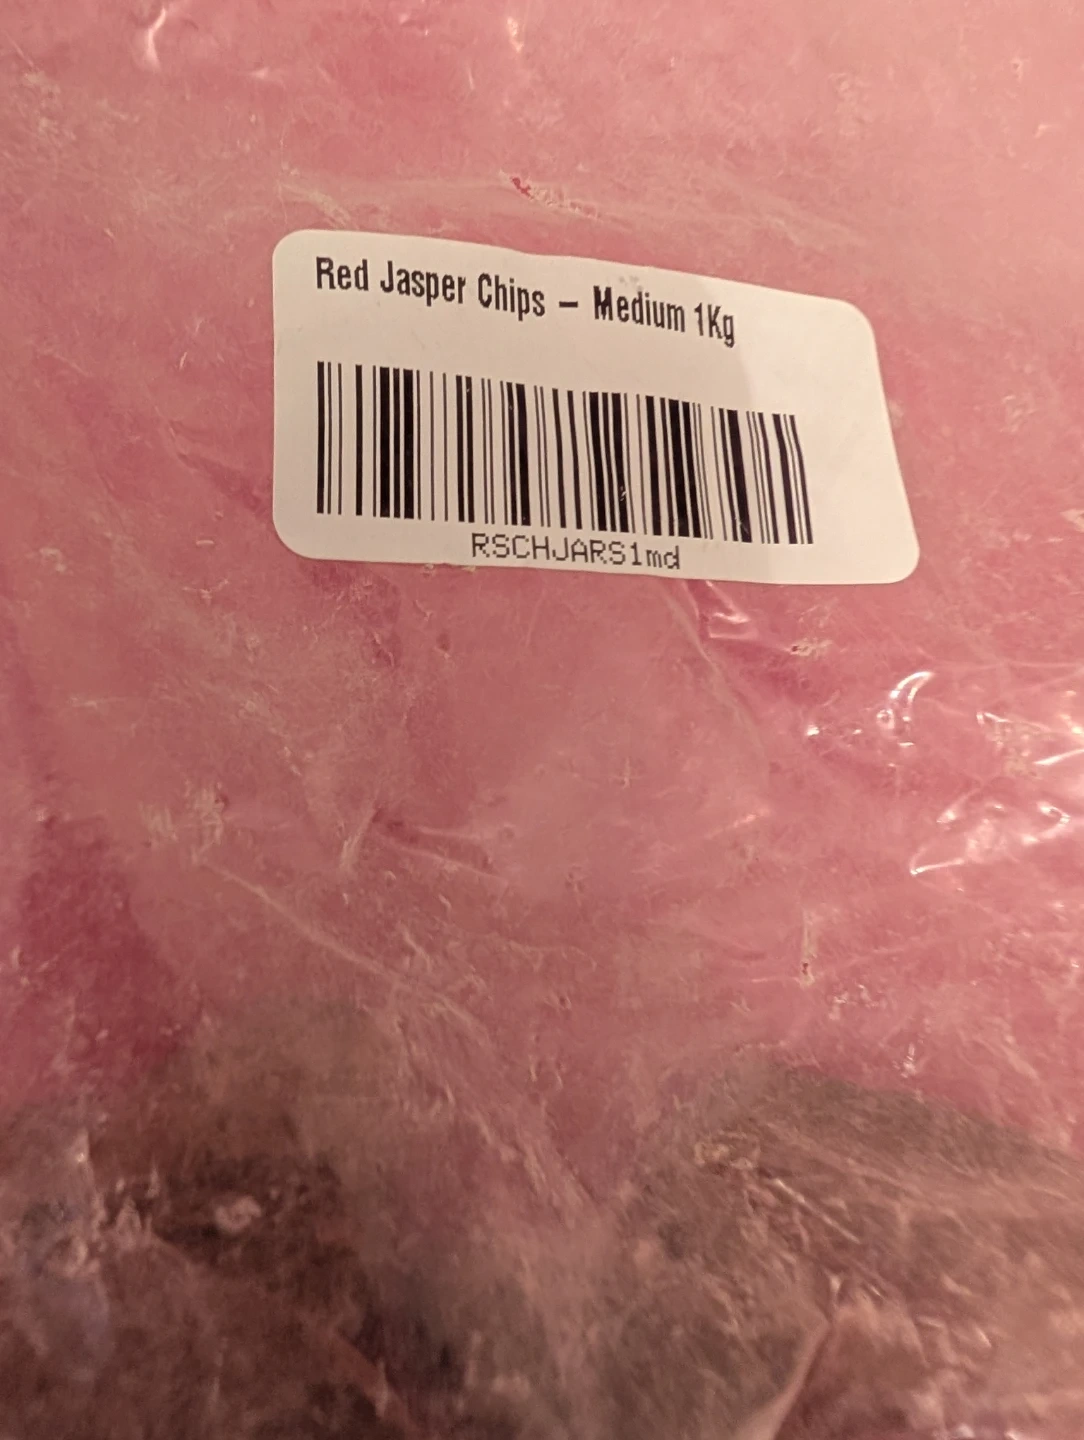 Red Jasper Chips – Medium 1Kg
RSCHJARS1md